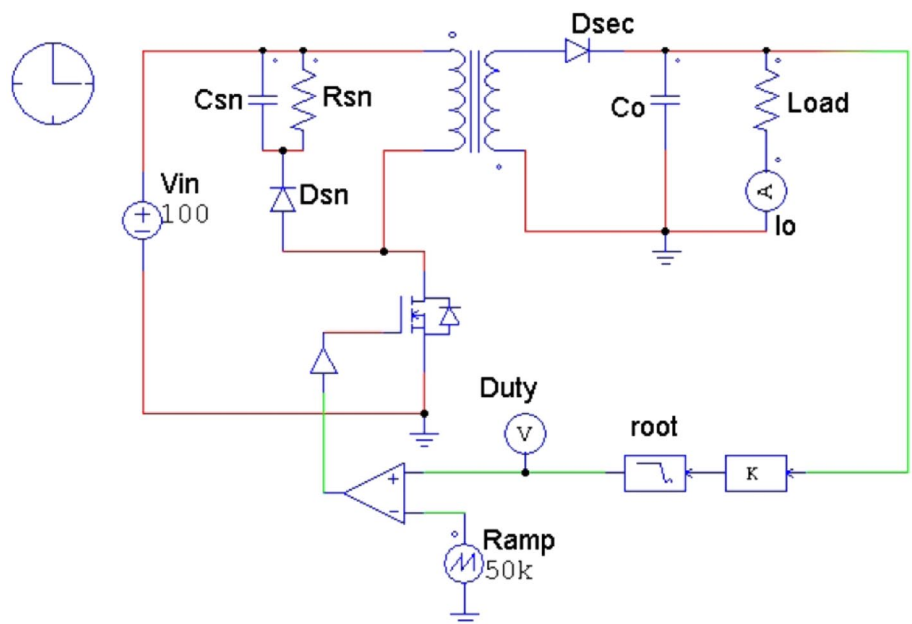 Dsec
Csn
Rsn
Co
Load
Vin
100
Dsn
A
Io
Duty
V
root
K
+
-
Ramp
50k